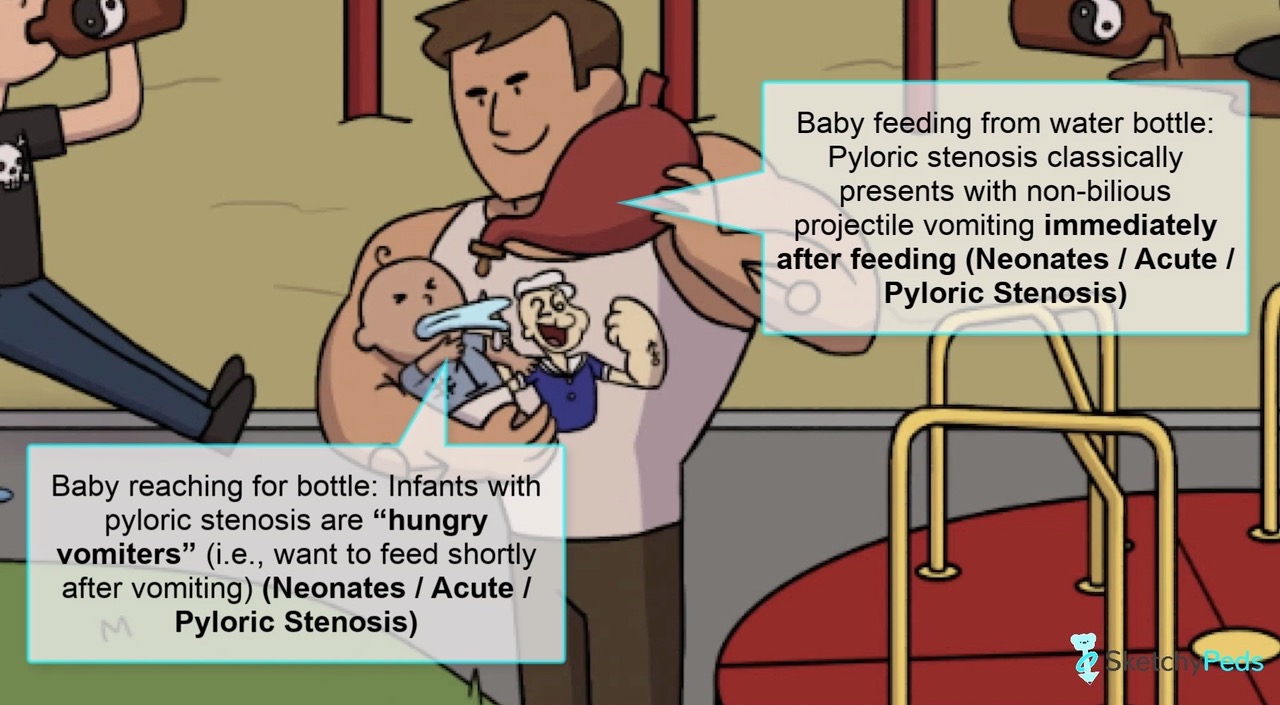 Baby feeding from water bottle:
Pyloric stenosis classically
presents with non-bilious
projectile vomiting immediately
after feeding (Neonates / Acute /
Pyloric Stenosis)
Baby reaching for bottle: Infants with
pyloric stenosis are “hungry
vomiters” (i.e., want to feed shortly
after vomiting) (Neonates / Acute /
Pyloric Stenosis)
M
SketchyPeds